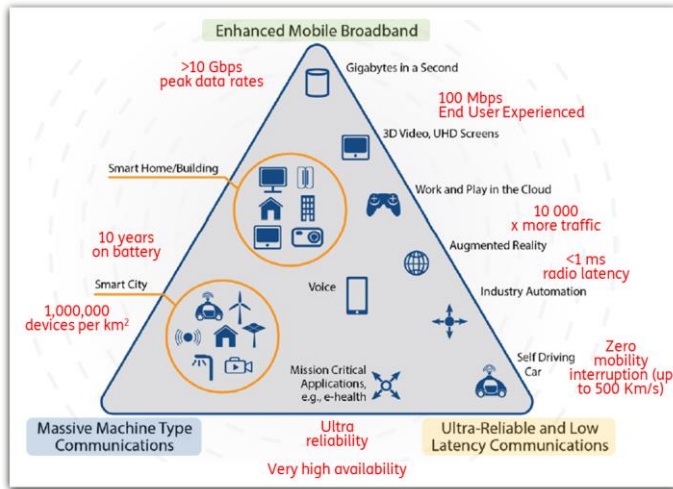 Enhanced Mobile Broadband
>10 Gbps
peak data rates
Gigabytes in a Second
100 Mbps
End User Experienced
3D Video, UHD Screens
Smart Home/Building
Work and Play in the Cloud
10 000
x more traffic
10 years
on battery
Augmented Reality
<1 ms
radio latency
Smart City
Voice
Industry Automation
1,000,000
devices per km²
Self Driving
Car
Zero
mobility
interruption (up
to 500 Km/s)
Mission Critical
Applications,
e.g., e-health
Massive Machine Type
Communications
Ultra
reliability
Ultra-Reliable and Low
Latency Communications
Very high availability